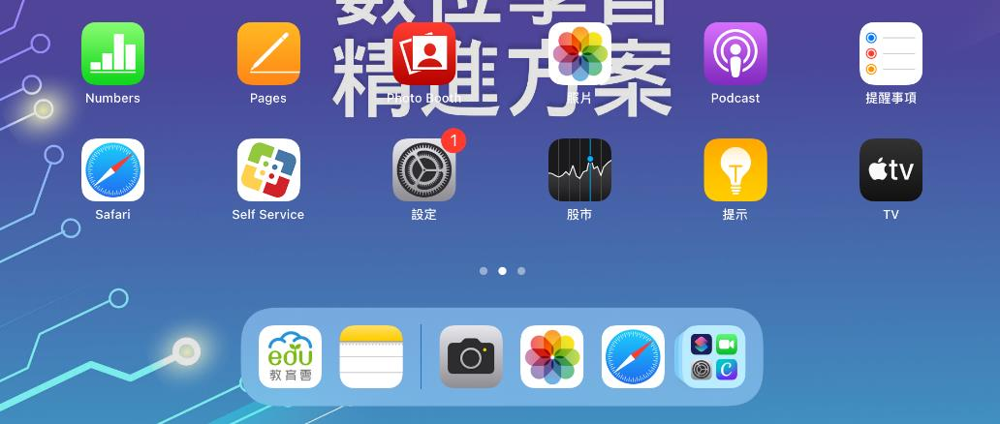 數位學習
精進方案
Numbers
Pages
Photo Booth
照片
Podcast
提醒事項
Safari
Self Service
1
設定
股市
T
提示
tv
TV
edu
教育雲
C